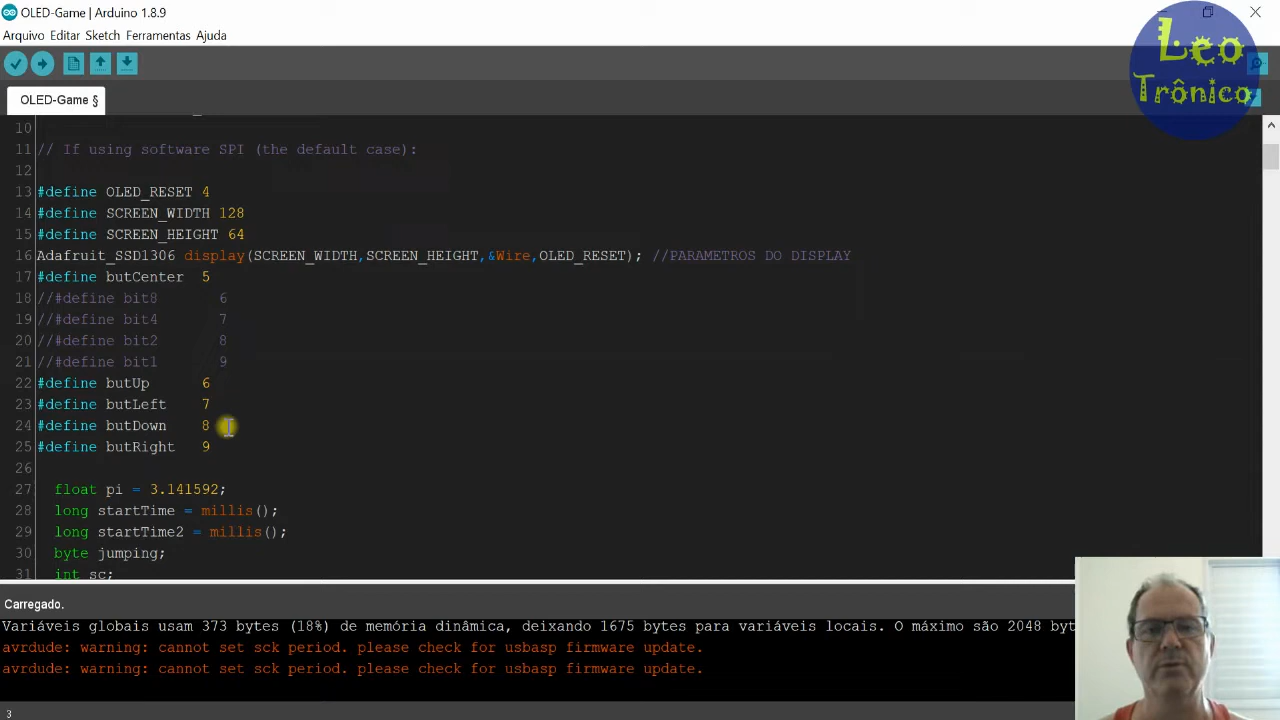 OLED-Game | Arduino 1.8.9
Arquivo Editar Sketch Ferramentas Ajuda
Leo
Trônico
OLED-Game §
10
11 // If using software SPI (the default case):
12
13 #define OLED_RESET 4
14 #define SCREEN_WIDTH 128
15 #define SCREEN_HEIGHT 64
16 Adafruit_SSD1306 display(SCREEN_WIDTH,SCREEN_HEIGHT,&Wire,OLED_RESET); //PARAMETROS DO DISPLAY
17 #define butCenter 5
18 //#define bit8 6
19 //#define bit4 7
20 //#define bit2 8
21 //#define bit1 9
22 #define butUp 6
23 #define butLeft 7
24 #define butDown 8
25 #define butRight 9
26
27 float pi = 3.141592;
28 long startTime = millis();
29 long startTime2 = millis();
30 byte jumping;
31 int sc;
Carregado.
Variáveis globais usam 373 bytes (18%) de memória dinâmica, deixando 1675 bytes para variáveis locais. O máximo são 2048 byt
avrdude: warning: cannot set sck period. please check for usbasp firmware update.
avrdude: warning: cannot set sck period. please check for usbasp firmware update.
3